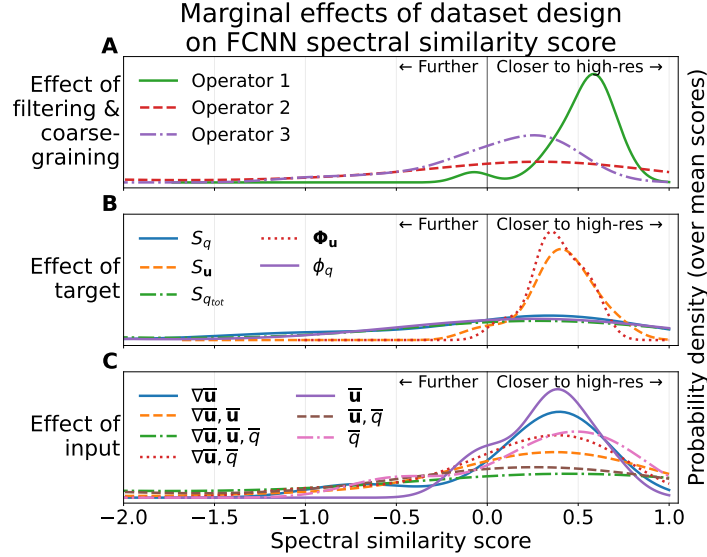 Marginal effects of dataset design
on FCNN spectral similarity score
A
Effect of
filtering &
coarse-
graining
Operator 1
Operator 2
Operator 3
← Further
Closer to high-res →
B
Effect of
target
S_q
S_𝐮
S_{q_{tot}}
𝚽_𝐮
ϕ_q
← Further
Closer to high-res →
C
Effect of
input
∇𝐮̅
∇𝐮̅, 𝐮̅
∇𝐮̅, 𝐮̅, q̅
∇𝐮̅, q̅
𝐮̅
𝐮̅, q̅
q̅
← Further
Closer to high-res →
−2.0 −1.5 −1.0 −0.5 0.0 0.5 1.0
Spectral similarity score
Probability density (over mean scores)